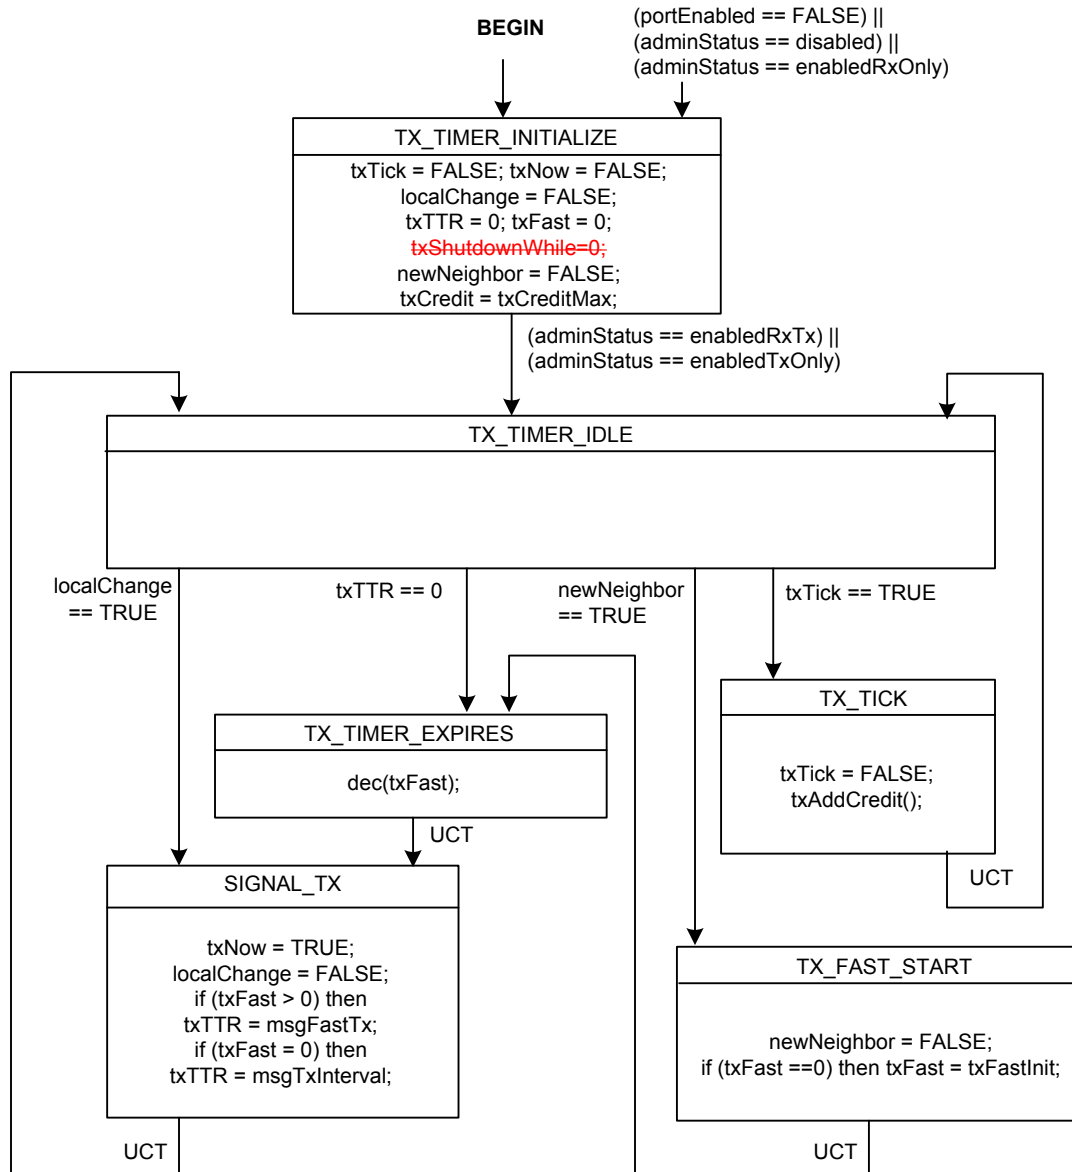 BEGIN
(portEnabled == FALSE) ||
(adminStatus == disabled) ||
(adminStatus == enabledRxOnly)
TX_TIMER_INITIALIZE
txTick = FALSE; txNow = FALSE;
localChange = FALSE;
txTTR = 0; txFast = 0;
txShutdownWhile=0;
newNeighbor = FALSE;
txCredit = txCreditMax;
(adminStatus == enabledRxTx) ||
(adminStatus == enabledTxOnly)
TX_TIMER_IDLE
localChange
== TRUE
txTTR == 0
newNeighbor
== TRUE
txTick == TRUE
TX_TICK
txTick = FALSE;
txAddCredit();
UCT
TX_TIMER_EXPIRES
dec(txFast);
UCT
SIGNAL_TX
txNow = TRUE;
localChange = FALSE;
if (txFast > 0) then
txTTR = msgFastTx;
if (txFast = 0) then
txTTR = msgTxInterval;
UCT
TX_FAST_START
newNeighbor = FALSE;
if (txFast ==0) then txFast = txFastInit;
UCT